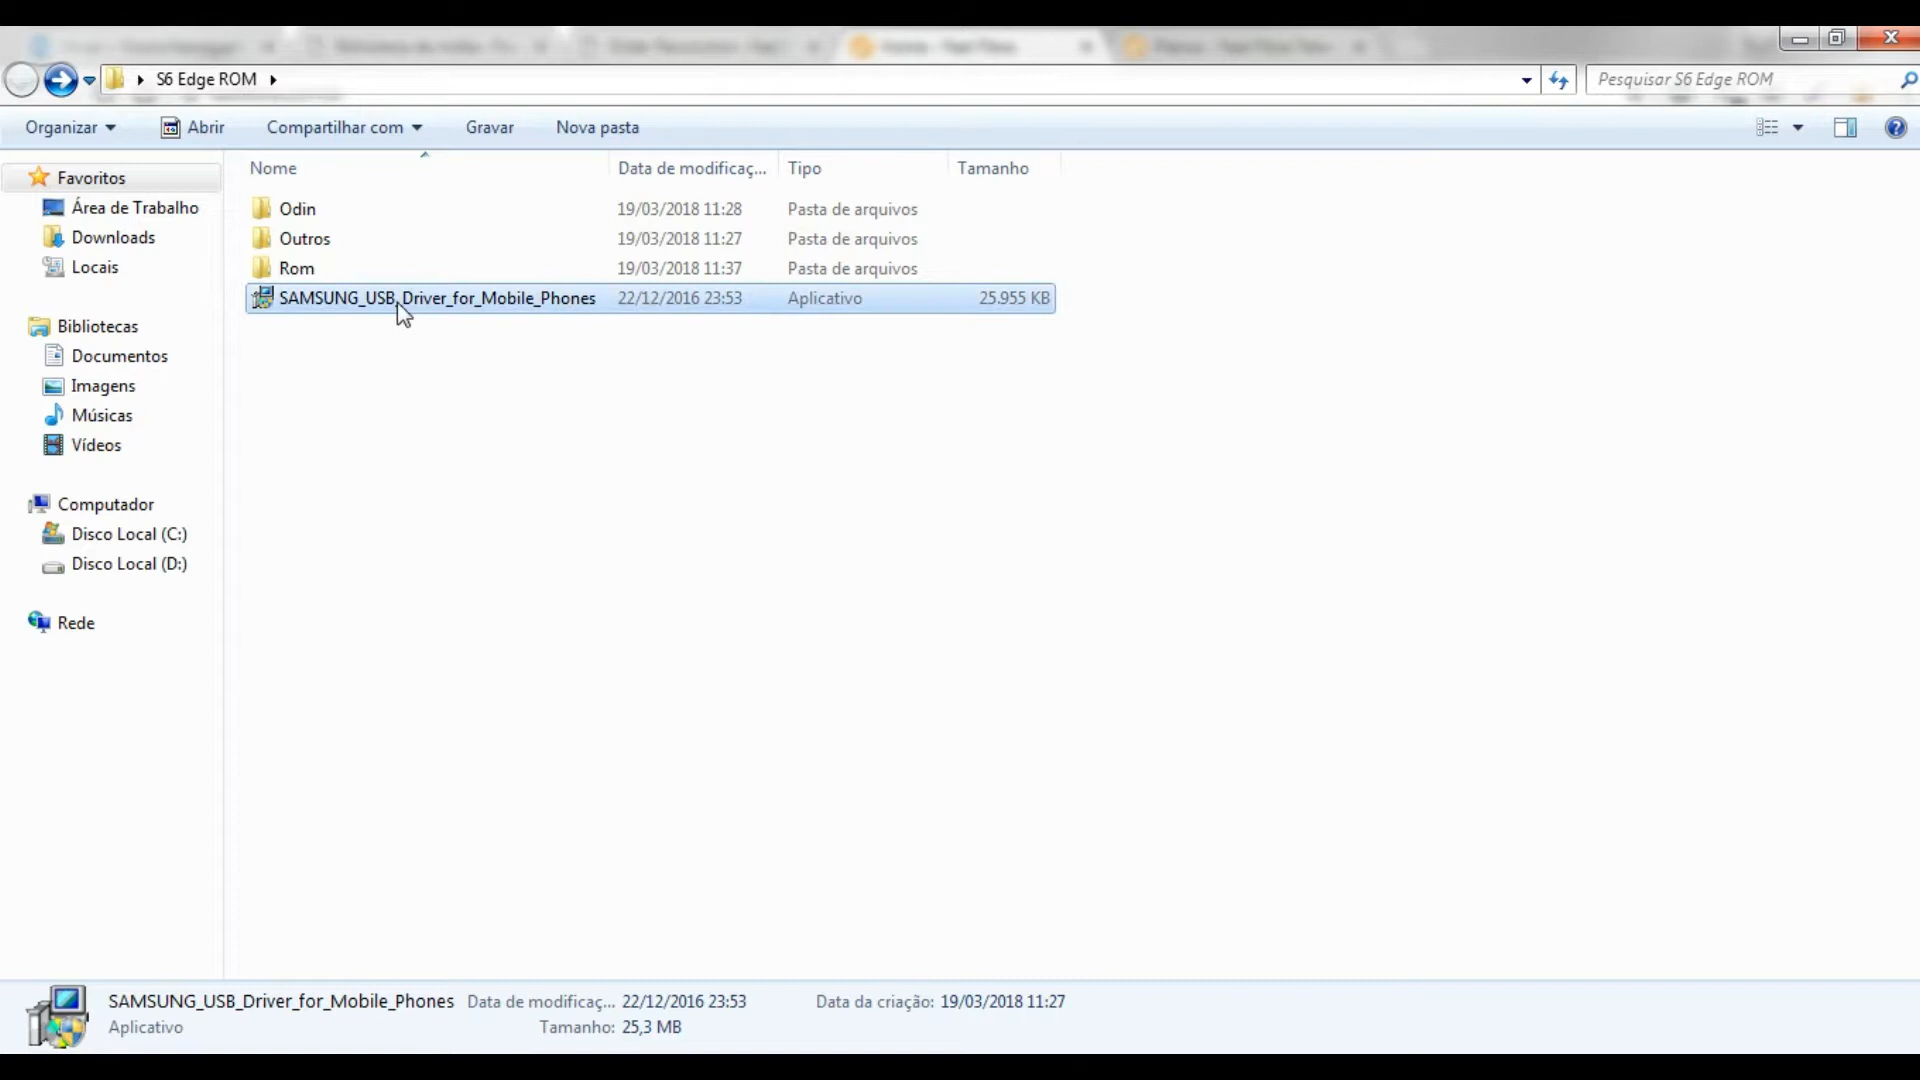 S6 Edge ROM
Pesquisar S6 Edge ROM
Organizar
Abrir
Compartilhar com
Gravar
Nova pasta
Nome
Data de modificaç...
Tipo
Tamanho
Favoritos
Área de Trabalho
Downloads
Locais
Bibliotecas
Documentos
Imagens
Músicas
Vídeos
Computador
Disco Local (C:)
Disco Local (D:)
Rede
Odin 19/03/2018 11:28 Pasta de arquivos
Outros 19/03/2018 11:27 Pasta de arquivos
Rom 19/03/2018 11:37 Pasta de arquivos
SAMSUNG_USB_Driver_for_Mobile_Phones 22/12/2016 23:53 Aplicativo 25.955 KB
SAMSUNG_USB_Driver_for_Mobile_Phones Data de modificaç... 22/12/2016 23:53 Data da criação: 19/03/2018 11:27
Aplicativo Tamanho: 25,3 MB